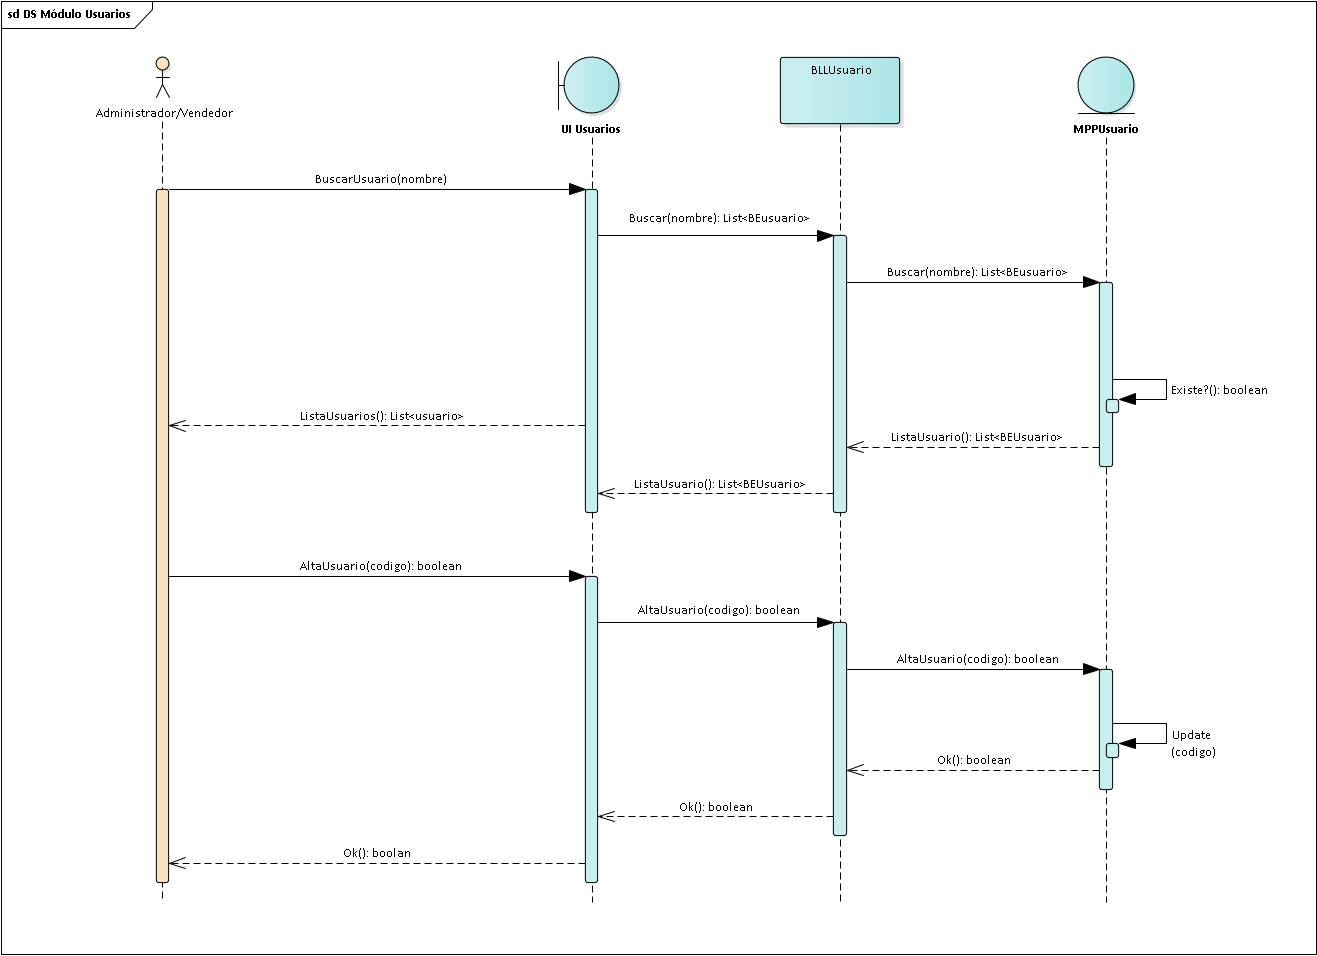 sd DS Módulo Usuarios
Administrador/Vendedor
UI Usuarios
BLLUsuario
MPPUsuario
BuscarUsuario(nombre)
Buscar(nombre): List<BEusuario>
Buscar(nombre): List<BEusuario>
Existe?(): boolean
ListaUsuarios(): List<usuario>
ListaUsuario(): List<BEUsuario>
ListaUsuario(): List<BEUsuario>
AltaUsuario(codigo): boolean
AltaUsuario(codigo): boolean
AltaUsuario(codigo): boolean
Update
(codigo)
Ok(): boolean
Ok(): boolean
Ok(): boolan